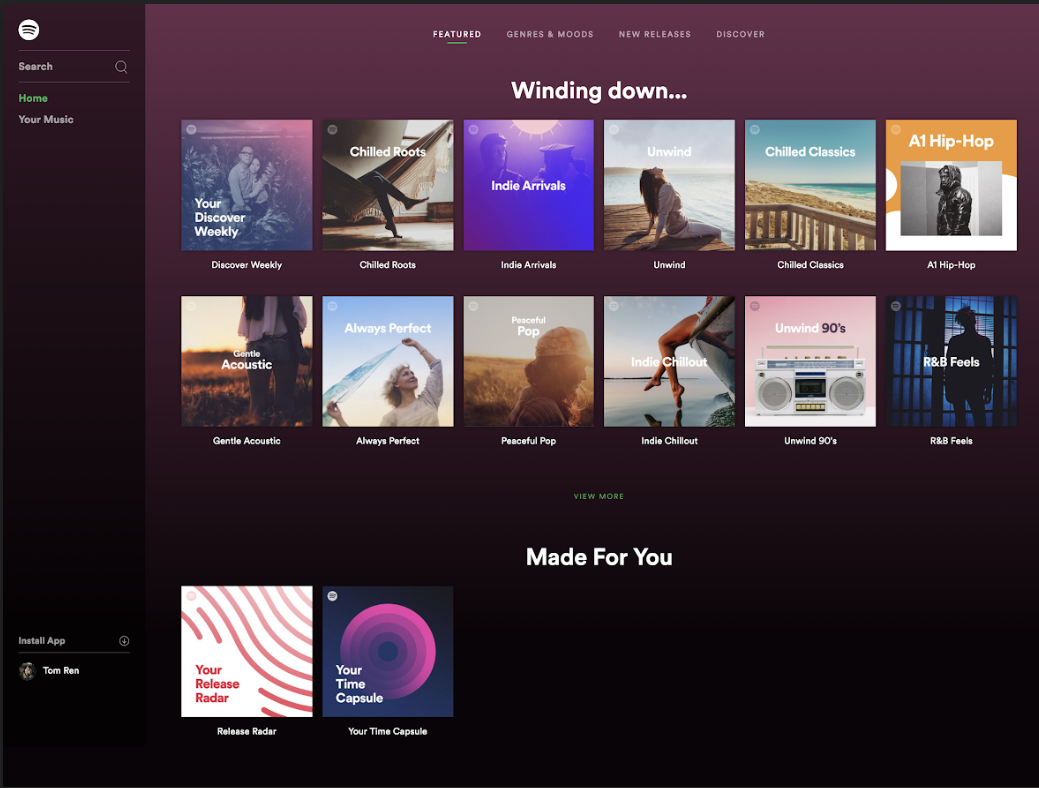 Search
Home
Your Music
Install App
Tom Ren
FEATURED GENRES & MOODS NEW RELEASES DISCOVER
Winding down...
Your
Discover
Weekly
Chilled Roots
Indie Arrivals
Unwind
Chilled Classics
A1 Hip-Hop
Discover Weekly
Chilled Roots
Indie Arrivals
Unwind
Chilled Classics
A1 Hip-Hop
Gentle
Acoustic
Always Perfect
Peaceful
Pop
Indie Chillout
Unwind 90's
R&B Feels
Gentle Acoustic
Always Perfect
Peaceful Pop
Indie Chillout
Unwind 90's
R&B Feels
VIEW MORE
Made For You
Your
Release
Radar
Your
Time
Capsule
Release Radar
Your Time Capsule